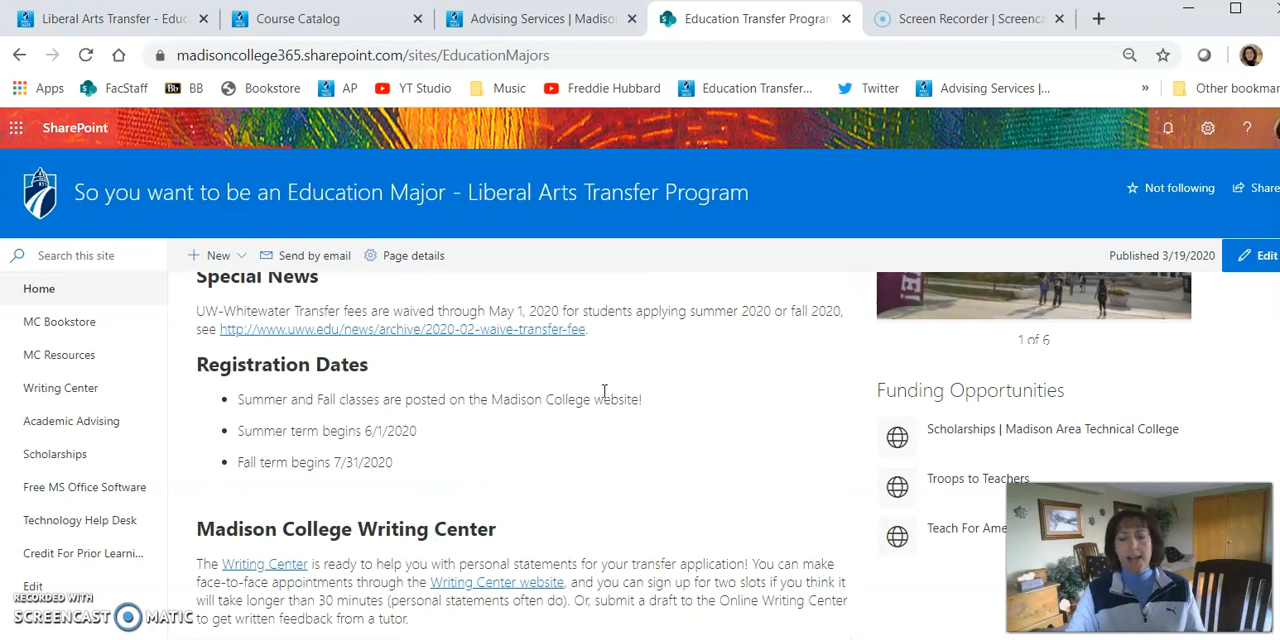 Liberal Arts Transfer - Educ
Course Catalog
Advising Services | Madiso
Education Transfer Program
Screen Recorder | Screenca
madisoncollege365.sharepoint.com/sites/EducationMajors
Apps
FacStaff
Bb BB
Bookstore
AP
YT Studio
Music
Freddie Hubbard
Education Transfer...
Twitter
Advising Services |...
»
Other bookmar
SharePoint
So you want to be an Education Major - Liberal Arts Transfer Program
Not following
Share
Search this site
New
Send by email
Page details
Published 3/19/2020
Edit
Home
MC Bookstore
MC Resources
Writing Center
Academic Advising
Scholarships
Free MS Office Software
Technology Help Desk
Credit For Prior Learni...
Edit
Special News
UW-Whitewater Transfer fees are waived through May 1, 2020 for students applying summer 2020 or fall 2020,
see http://www.uww.edu/news/archive/2020-02-waive-transfer-fee.
Registration Dates
• Summer and Fall classes are posted on the Madison College website!
• Summer term begins 6/1/2020
• Fall term begins 7/31/2020
Madison College Writing Center
The Writing Center is ready to help you with personal statements for your transfer application! You can make
face-to-face appointments through the Writing Center website, and you can sign up for two slots if you think it
will take longer than 30 minutes (personal statements often do). Or, submit a draft to the Online Writing Center
to get written feedback from a tutor.
1 of 6
Funding Opportunities
Scholarships | Madison Area Technical College
Troops to Teachers
Teach For Ame
RECORDED WITH
SCREENCAST MATIC